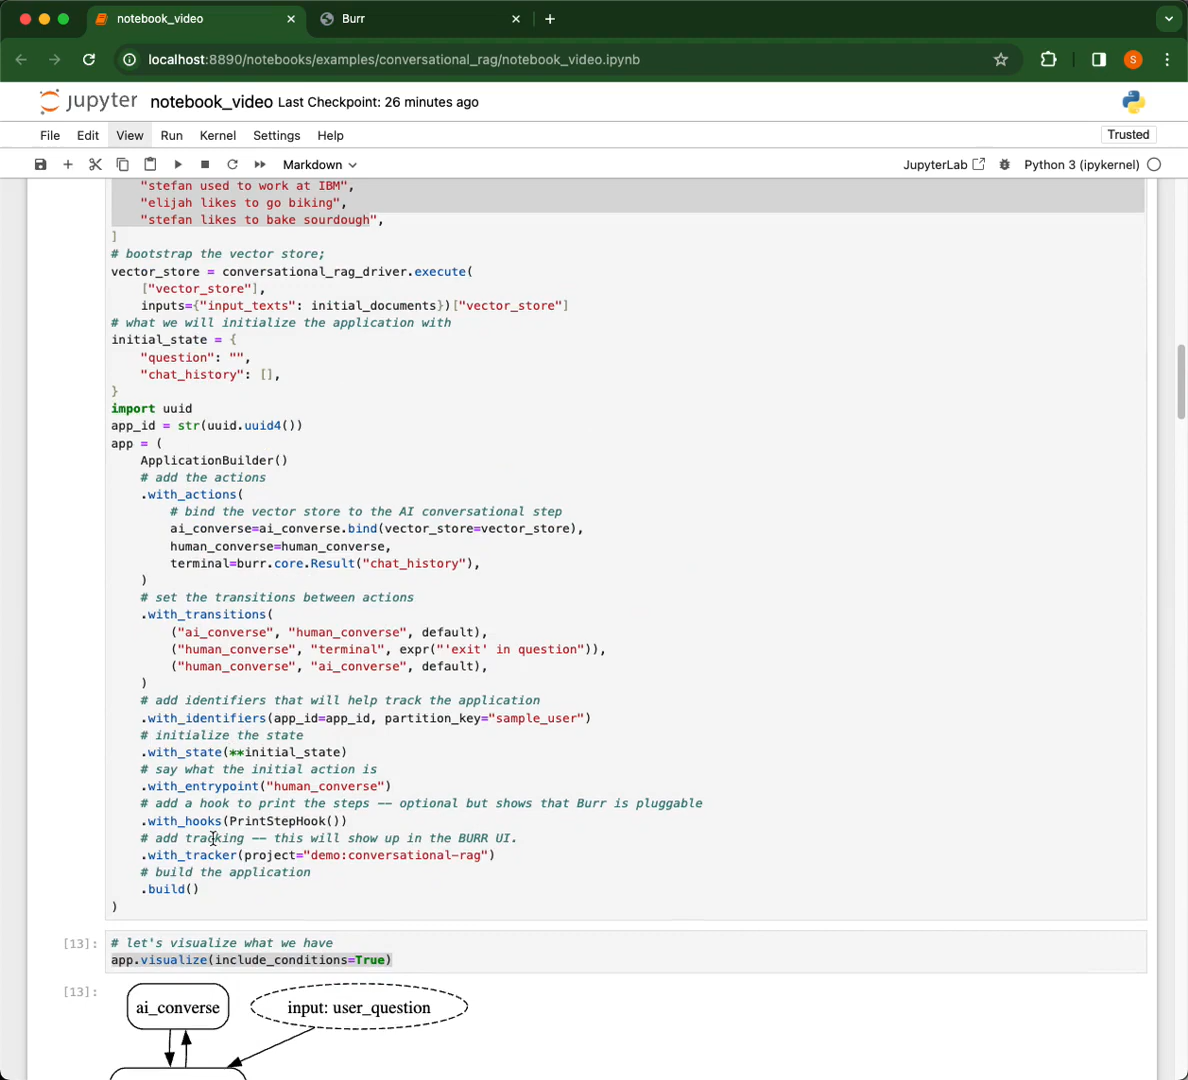 notebook_video
Burr
localhost:8890/notebooks/examples/conversational_rag/notebook_video.ipynb
S
jupyter notebook_video Last Checkpoint: 26 minutes ago
File Edit View Run Kernel Settings Help
Trusted
Markdown
JupyterLab
Python 3 (ipykernel)
"stefan used to work at IBM",
"elijah likes to go biking",
"stefan likes to bake sourdough",
]
# bootstrap the vector store;
vector_store = conversational_rag_driver.execute(
["vector_store"],
inputs={"input_texts": initial_documents})["vector_store"]
# what we will initialize the application with
initial_state = {
"question": "",
"chat_history": [],
}
import uuid
app_id = str(uuid.uuid4())
app = (
ApplicationBuilder()
# add the actions
.with_actions(
# bind the vector store to the AI conversational step
ai_converse=ai_converse.bind(vector_store=vector_store),
human_converse=human_converse,
terminal=burr.core.Result("chat_history"),
)
# set the transitions between actions
.with_transitions(
("ai_converse", "human_converse", default),
("human_converse", "terminal", expr("'exit' in question")),
("human_converse", "ai_converse", default),
)
# add identifiers that will help track the application
.with_identifiers(app_id=app_id, partition_key="sample_user")
# initialize the state
.with_state(**initial_state)
# say what the initial action is
.with_entrypoint("human_converse")
# add a hook to print the steps -- optional but shows that Burr is pluggable
.with_hooks(PrintStepHook())
# add tracking -- this will show up in the BURR UI.
.with_tracker(project="demo:conversational-rag")
# build the application
.build()
)
[13]:
# let's visualize what we have
app.visualize(include_conditions=True)
[13]:
ai_converse
input: user_question